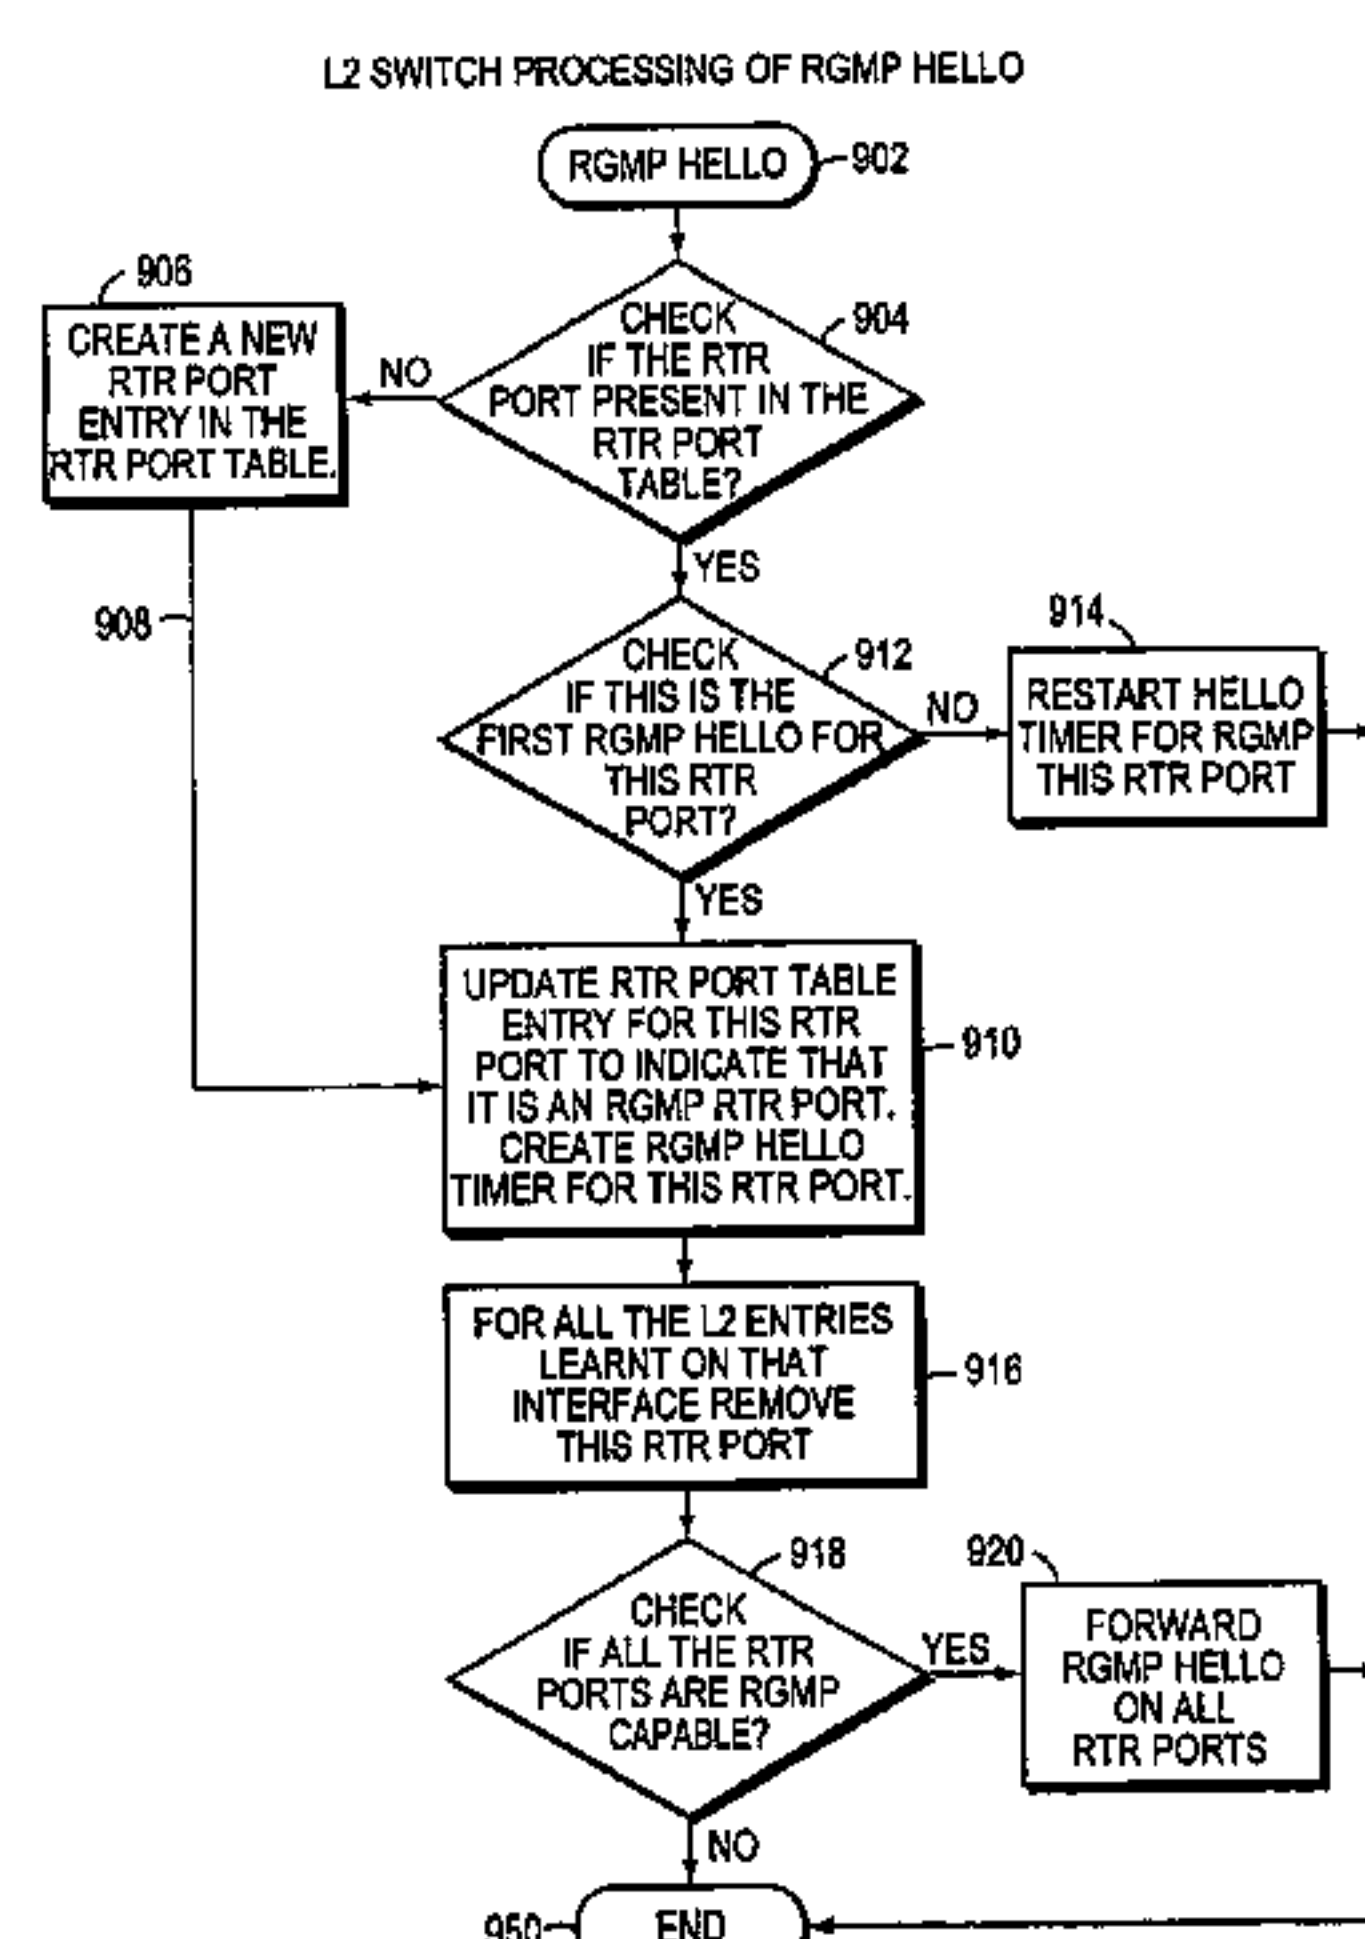 L2 SWITCH PROCESSING OF RGMP HELLO
RGMP HELLO
902
906
CREATE A NEW
RTR PORT
ENTRY IN THE
RTR PORT TABLE.
NO
CHECK
IF THE RTR
PORT PRESENT IN THE
RTR PORT
TABLE?
904
YES
908
CHECK
IF THIS IS THE
FIRST RGMP HELLO FOR
THIS RTR
PORT?
912
NO
914
RESTART HELLO
TIMER FOR RGMP
THIS RTR PORT
YES
UPDATE RTR PORT TABLE
ENTRY FOR THIS RTR
PORT TO INDICATE THAT
IT IS AN RGMP RTR PORT.
CREATE RGMP HELLO
TIMER FOR THIS RTR PORT.
910
FOR ALL THE L2 ENTRIES
LEARNT ON THAT
INTERFACE REMOVE
THIS RTR PORT
916
CHECK
IF ALL THE RTR
PORTS ARE RGMP
CAPABLE?
918
YES
920
FORWARD
RGMP HELLO
ON ALL
RTR PORTS
NO
950
END